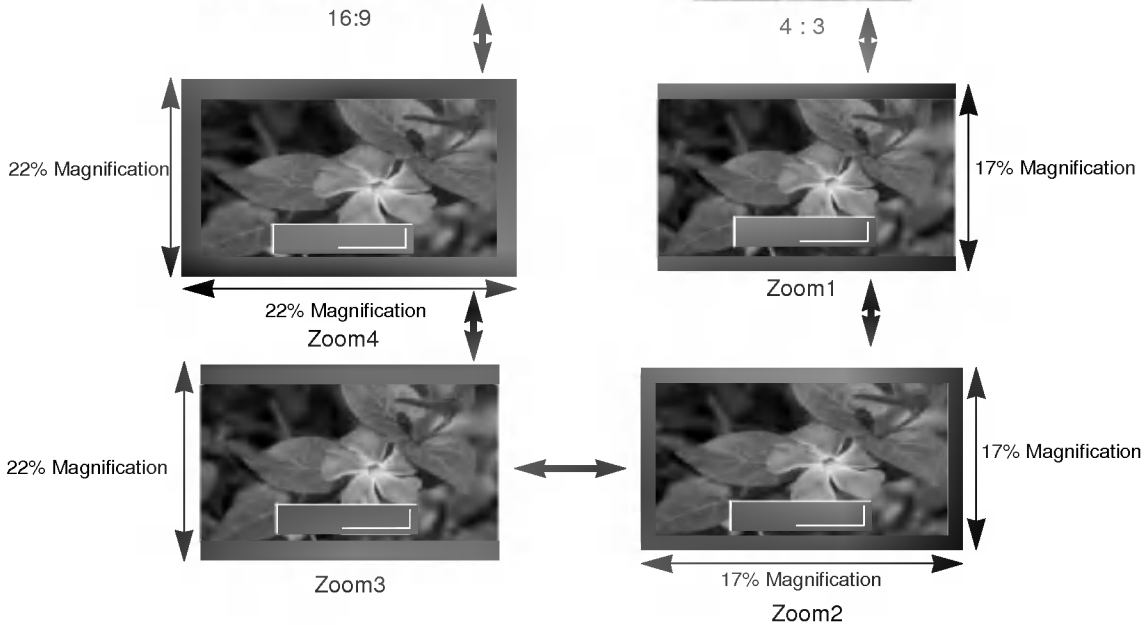 16:9
4 : 3
22% Magnification
17% Magnification
22% Magnification
Zoom4
Zoom1
22% Magnification
17% Magnification
Zoom3
17% Magnification
Zoom2